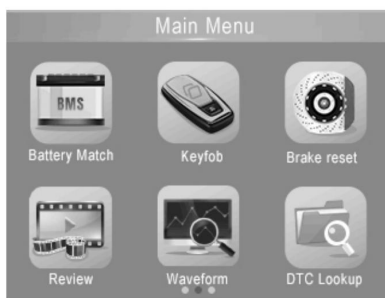 Main Menu
BMS
Battery Match
Keyfob
Brake reset
Review
Waveform
DTC Lookup